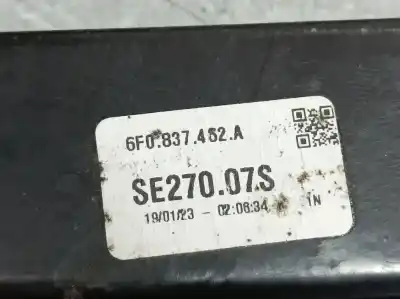 6F0.837.462.A
SE270.07S
19/01/23 - 02:06:34 IN